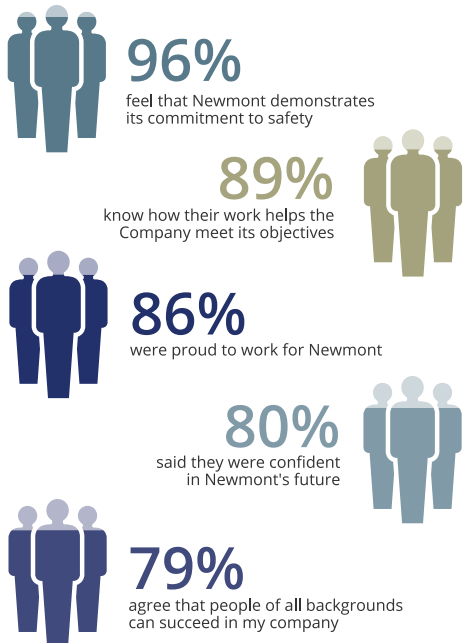 96%
feel that Newmont demonstrates
its commitment to safety
89%
know how their work helps the
Company meet its objectives
86%
were proud to work for Newmont
80%
said they were confident
in Newmont's future
79%
agree that people of all backgrounds
can succeed in my company